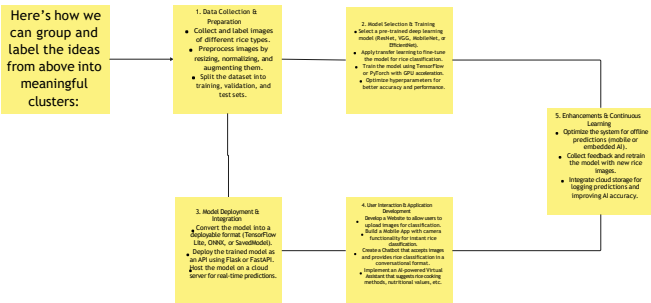 Here's how we
can group and
label the ideas
from above into
meaningful
clusters:
1. Data Collection &
Preparation
• Collect and label images
of different rice types.
• Preprocess images by
resizing, normalizing, and
augmenting them.
• Split the dataset into
training, validation, and
test sets.
2. Model Selection & Training
• Select a pre-trained deep learning
model (ResNet, VGG, MobileNet, or
EfficientNet).
• Apply transfer learning to fine-tune
the model for rice classification.
• Train the model using TensorFlow
or PyTorch with GPU acceleration.
• Optimize hyperparameters for
better accuracy and performance.
3. Model Deployment &
Integration
• Convert the model into a
deployable format (TensorFlow
Lite, ONNX, or SavedModel).
• Deploy the trained model as
an API using Flask or FastAPI.
• Host the model on a cloud
server for real-time predictions.
4. User Interaction & Application
Development
• Develop a Website to allow users to
upload images for classification.
• Build a Mobile App with camera
functionality for instant rice
classification.
• Create a Chatbot that accepts images
and provides rice classification in a
conversational format.
• Implement an AI-powered Virtual
Assistant that suggests rice cooking
methods, nutritional values, etc.
5. Enhancements & Continuous
Learning
• Optimize the system for offline
predictions (mobile or
embedded AI).
• Collect feedback and retrain
the model with new rice
images.
• Integrate cloud storage for
logging predictions and
improving AI accuracy.